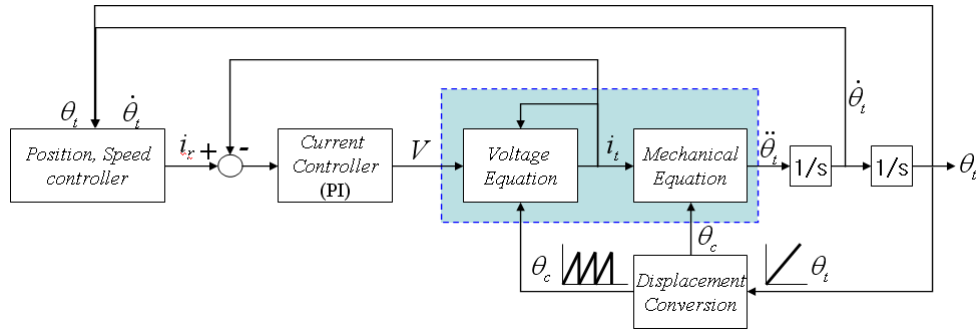 θ̇t
θt θ̇t
Position, Speed
controller
ir + -
Current
Controller
(PI)
V
Voltage
Equation
it
Mechanical
Equation
θ̈t
1/s
1/s
θt
θc
θc
θt
Displacement
Conversion